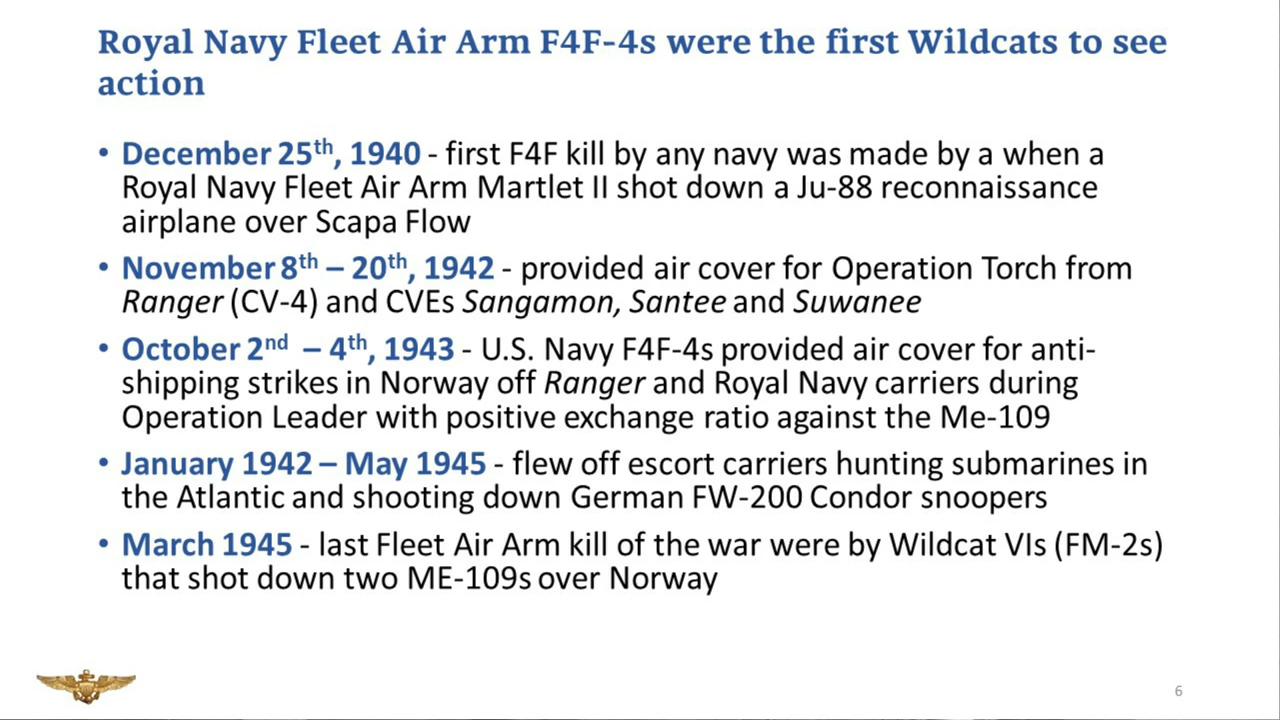 Royal Navy Fleet Air Arm F4F-4s were the first Wildcats to see
action
• December 25th, 1940 - first F4F kill by any navy was made by a when a
Royal Navy Fleet Air Arm Martlet II shot down a Ju-88 reconnaissance
airplane over Scapa Flow
• November 8th – 20th, 1942 - provided air cover for Operation Torch from
Ranger (CV-4) and CVEs Sangamon, Santee and Suwanee
• October 2nd – 4th, 1943 - U.S. Navy F4F-4s provided air cover for anti-
shipping strikes in Norway off Ranger and Royal Navy carriers during
Operation Leader with positive exchange ratio against the Me-109
• January 1942 – May 1945 - flew off escort carriers hunting submarines in
the Atlantic and shooting down German FW-200 Condor snoopers
• March 1945 - last Fleet Air Arm kill of the war were by Wildcat VIs (FM-2s)
that shot down two ME-109s over Norway
6